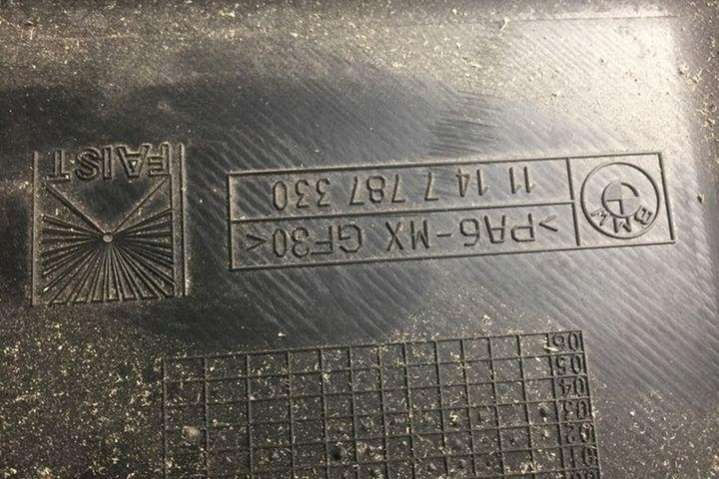 BMW
>PA6-MX GF30<
11 14 7 787 330
FAIST